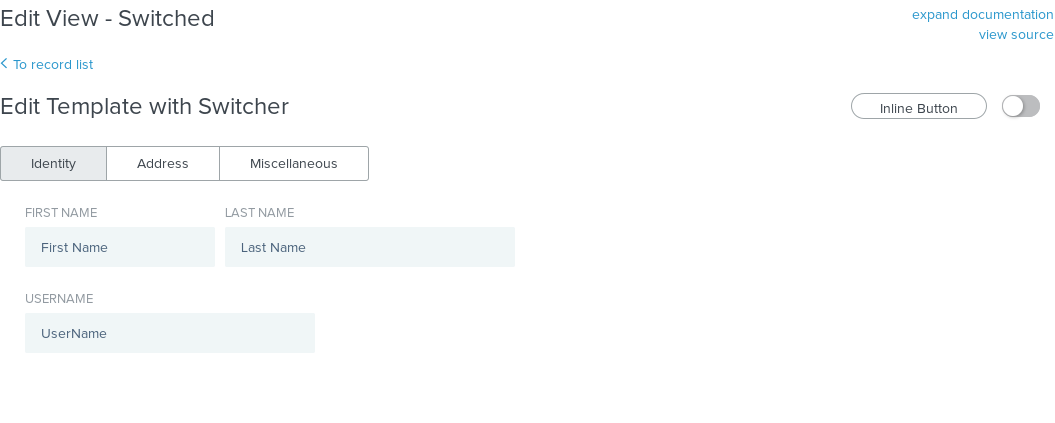 Edit View - Switched
expand documentation
view source
To record list
Edit Template with Switcher
Inline Button
Identity Address Miscellaneous
FIRST NAME LAST NAME
First Name Last Name
USERNAME
UserName